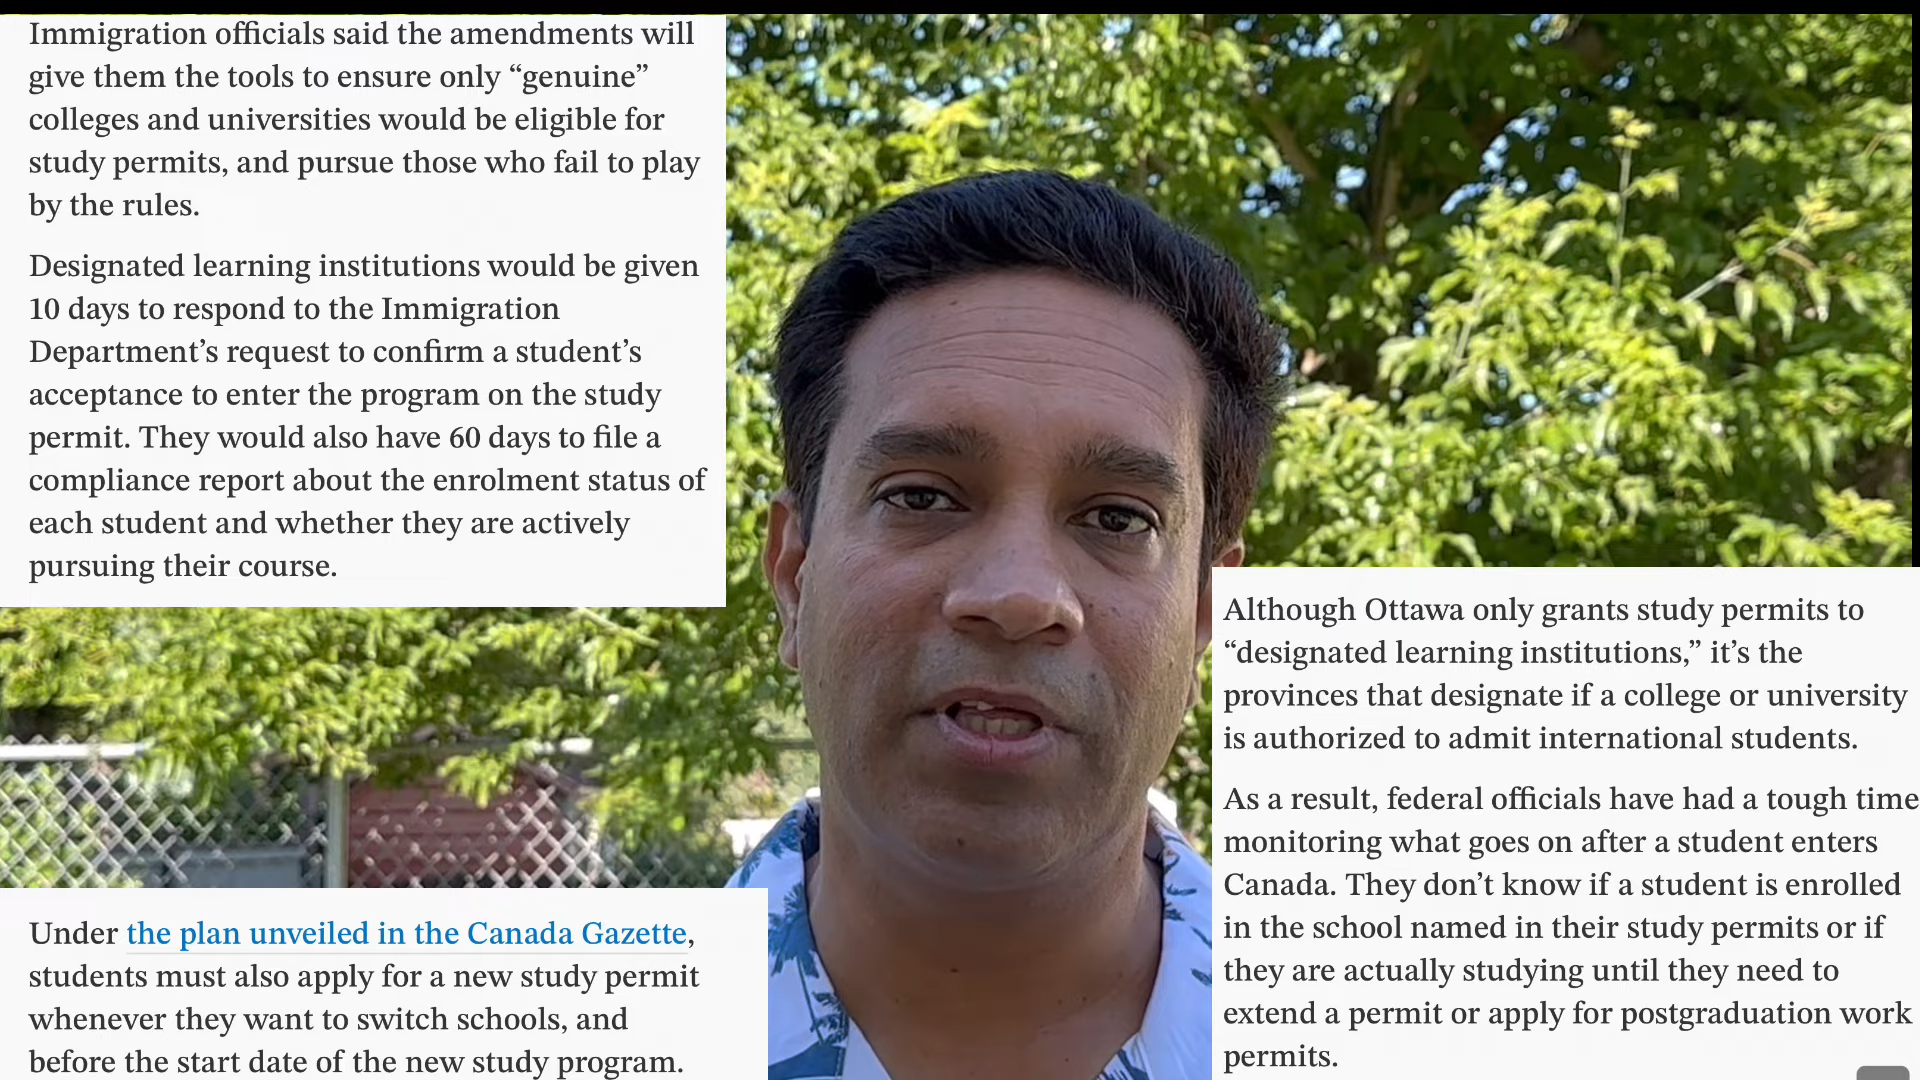 Immigration officials said the amendments will
give them the tools to ensure only “genuine”
colleges and universities would be eligible for
study permits, and pursue those who fail to play
by the rules.
Designated learning institutions would be given
10 days to respond to the Immigration
Department’s request to confirm a student’s
acceptance to enter the program on the study
permit. They would also have 60 days to file a
compliance report about the enrolment status of
each student and whether they are actively
pursuing their course.
Under the plan unveiled in the Canada Gazette,
students must also apply for a new study permit
whenever they want to switch schools, and
before the start date of the new study program.
Although Ottawa only grants study permits to
“designated learning institutions,” it’s the
provinces that designate if a college or university
is authorized to admit international students.
As a result, federal officials have had a tough time
monitoring what goes on after a student enters
Canada. They don’t know if a student is enrolled
in the school named in their study permits or if
they are actually studying until they need to
extend a permit or apply for postgraduation work
permits.